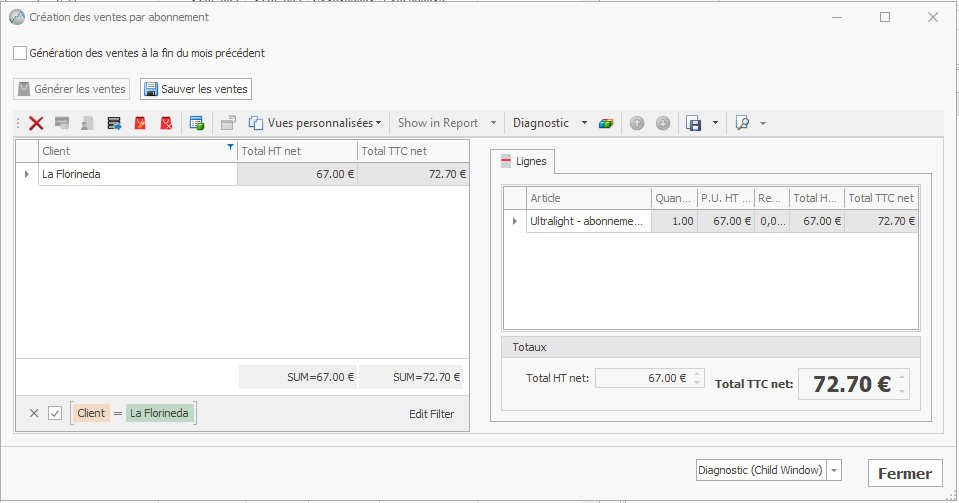 Création des ventes par abonnement
Génération des ventes à la fin du mois précédent
Générer les ventes Sauver les ventes
Vues personnalisées Show in Report Diagnostic
Client Total HT net Total TTC net
La Florineda 67.00 € 72.70 €
SUM=67.00 € SUM=72.70 €
Client = La Florineda Edit Filter
Lignes
Article Quan... P.U. HT ... Re... Total H... Total TTC net
Ultralight - abonneme... 1.00 67.00 € 0,0... 67.00 € 72.70 €
Totaux
Total HT net: 67.00 € Total TTC net: 72.70 €
Diagnostic (Child Window) Fermer